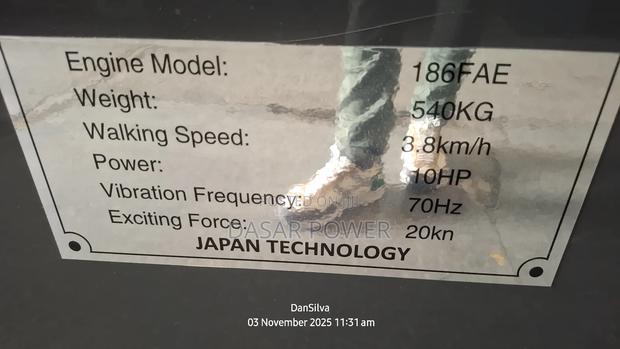 Engine Model: 186FAE
Weight: 540KG
Walking Speed: 3.8km/h
Power: 10HP
Vibration Frequency: 70Hz
Exciting Force: 20kn
DASAR POWER
JAPAN TECHNOLOGY
DanSilva
03 November 2025 11:31 am